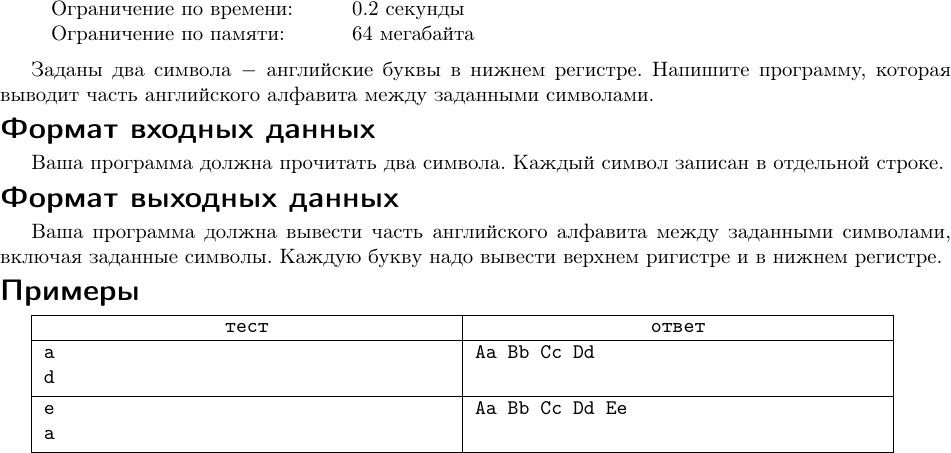 Ограничение по времени: 0.2 секунды
Ограничение по памяти: 64 мегабайта
Заданы два символа − английские буквы в нижнем регистре. Напишите программу, которая
выводит часть английского алфавита между заданными символами.
Формат входных данных
Ваша программа должна прочитать два символа. Каждый символ записан в отдельной строке.
Формат выходных данных
Ваша программа должна вывести часть английского алфавита между заданными символами,
включая заданные символы. Каждую букву надо вывести верхнем ригистре и в нижнем регистре.
Примеры
тест ответ
a Aa Bb Cc Dd
d
e Aa Bb Cc Dd Ee
a